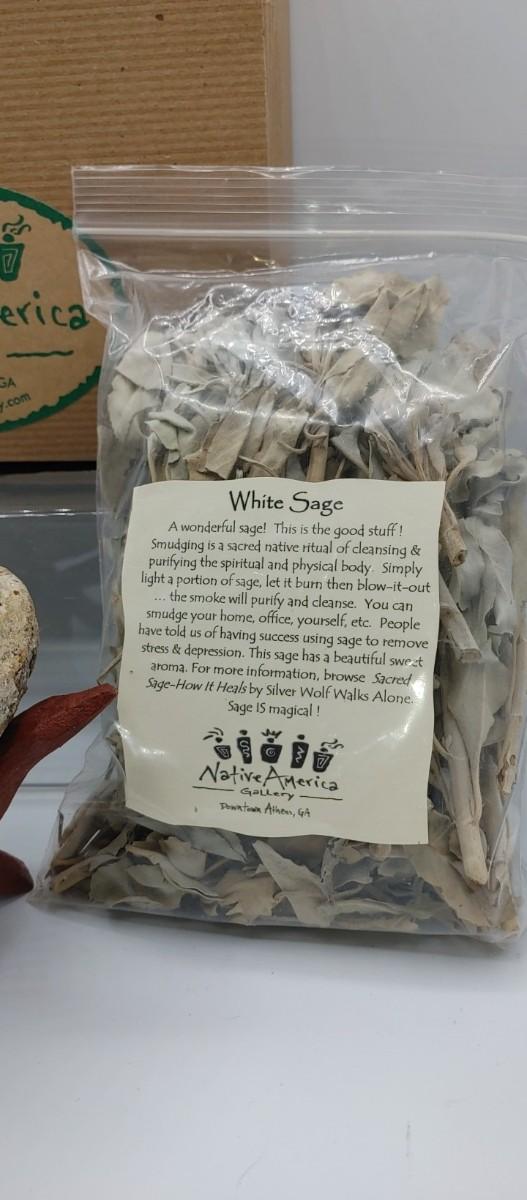 erica
GA
y.com
White Sage
A wonderful sage! This is the good stuff!
Smudging is a sacred native ritual of cleansing &
purifying the spiritual and physical body. Simply
light a portion of sage, let it burn then blow-it-out
... the smoke will purify and cleanse. You can
smudge your home, office, yourself, etc. People
have told us of having success using sage to remove
stress & depression. This sage has a beautiful sweet
aroma. For more information, browse Sacred
Sage-How It Heals by Silver Wolf Walks Alone.
Sage IS magical!
Native America
Gallery
Downtown Athens, GA